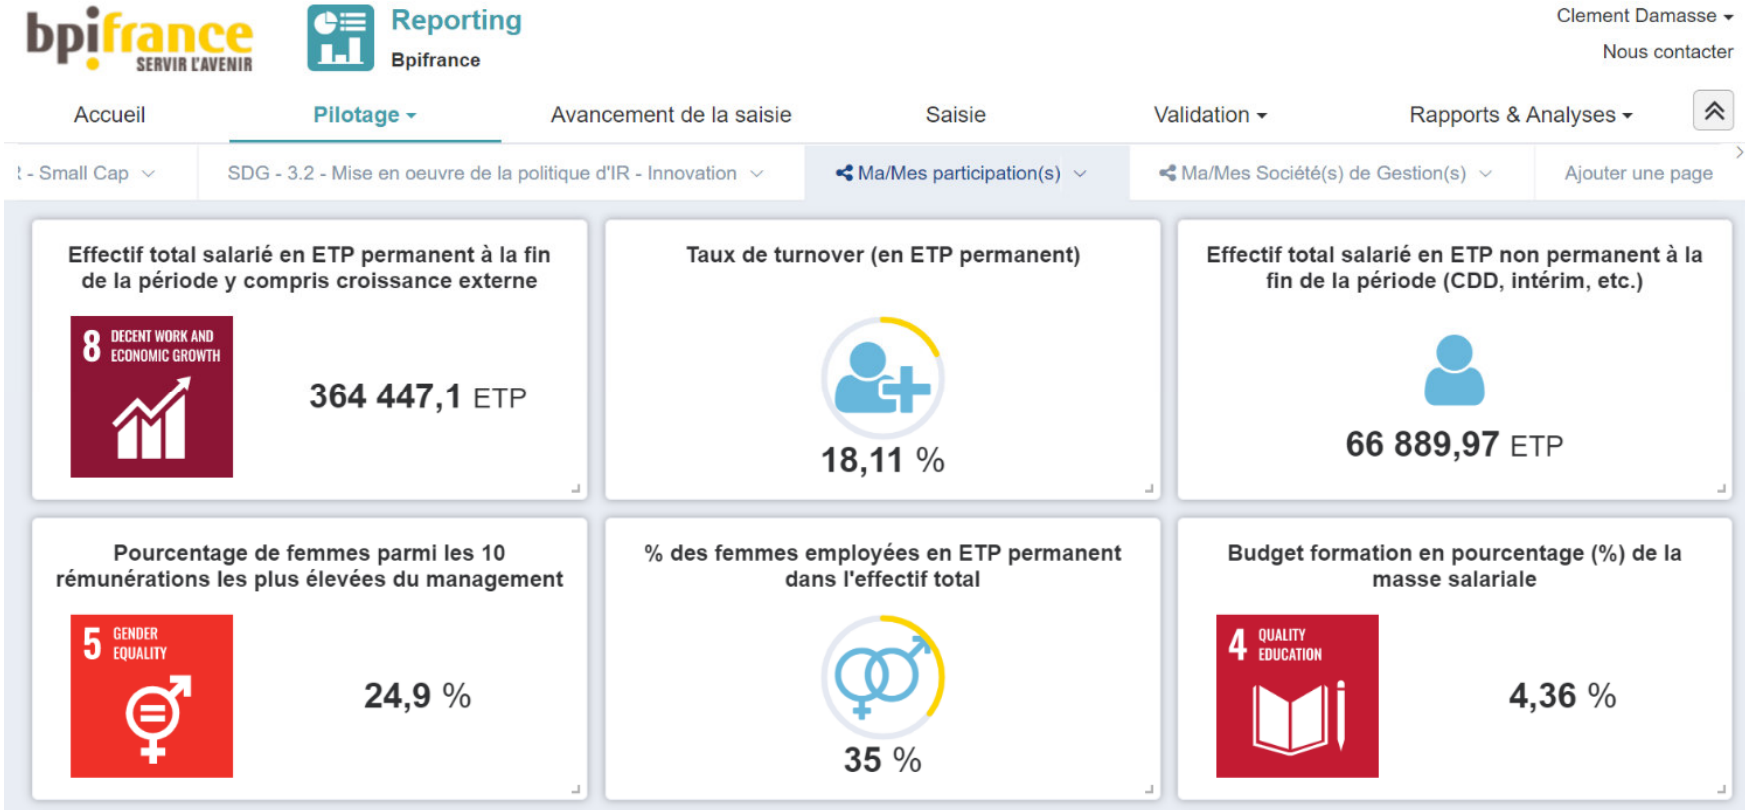 bpifrance
SERVIR L'AVENIR
Reporting
Bpifrance
Clement Damasse
Nous contacter
Accueil
Pilotage
Avancement de la saisie
Saisie
Validation
Rapports & Analyses
- Small Cap
SDG - 3.2 - Mise en oeuvre de la politique d'IR - Innovation
Ma/Mes participation(s)
Ma/Mes Société(s) de Gestion(s)
Ajouter une page
Effectif total salarié en ETP permanent à la fin
de la période y compris croissance externe
8 DECENT WORK AND
ECONOMIC GROWTH
364 447,1 ETP
Taux de turnover (en ETP permanent)
18,11 %
Effectif total salarié en ETP non permanent à la
fin de la période (CDD, intérim, etc.)
66 889,97 ETP
Pourcentage de femmes parmi les 10
rémunérations les plus élevées du management
5 GENDER
EQUALITY
24,9 %
% des femmes employées en ETP permanent
dans l'effectif total
35 %
Budget formation en pourcentage (%) de la
masse salariale
4 QUALITY
EDUCATION
4,36 %